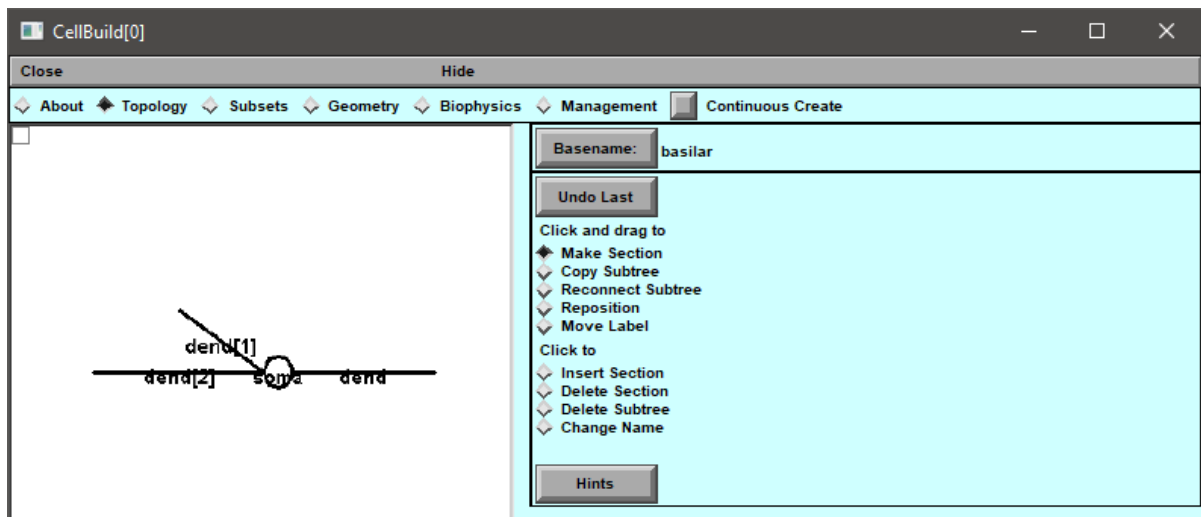 CellBuild[0]
Close Hide
About Topology Subsets Geometry Biophysics Management Continuous Create
Basename: basilar
Undo Last
Click and drag to
Make Section
Copy Subtree
Reconnect Subtree
Reposition
Move Label
Click to
Insert Section
Delete Section
Delete Subtree
Change Name
Hints
dend[1]
dend[2] soma dend